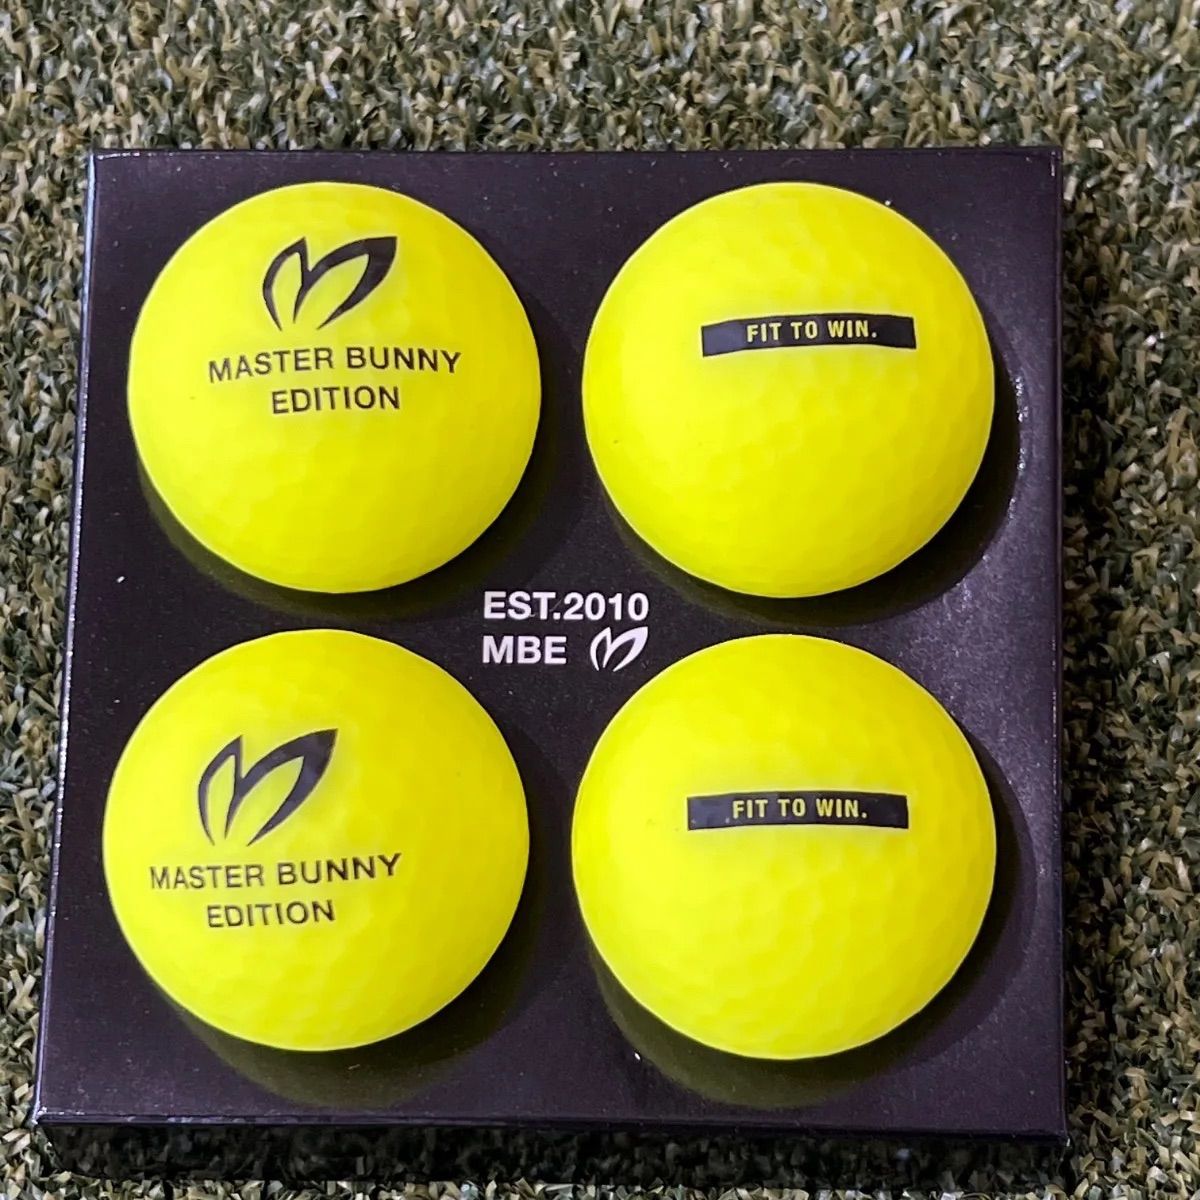 MASTER BUNNY
EDITION
FIT TO WIN.
EST.2010
MBE
MASTER BUNNY
EDITION
FIT TO WIN.